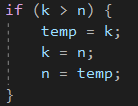 if (k > n) {
    temp = k;
    k = n;
    n = temp;
}